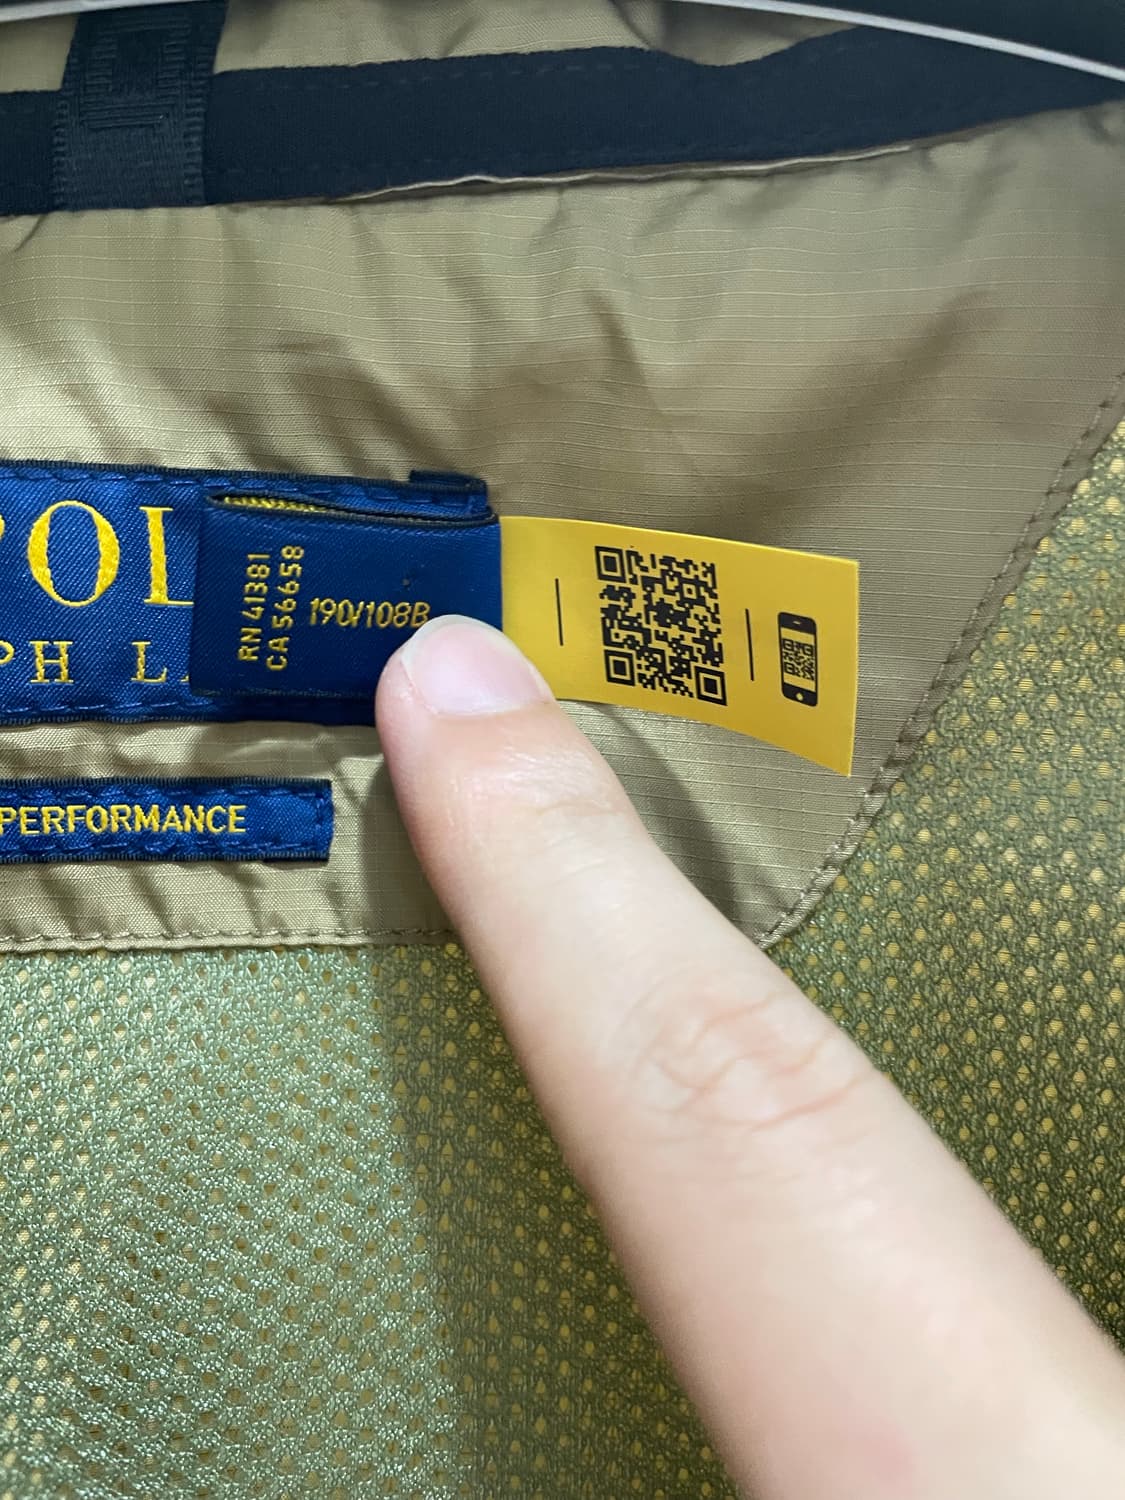 POL
PH L
RN 41381
CA 56658
190/108B
PERFORMANCE